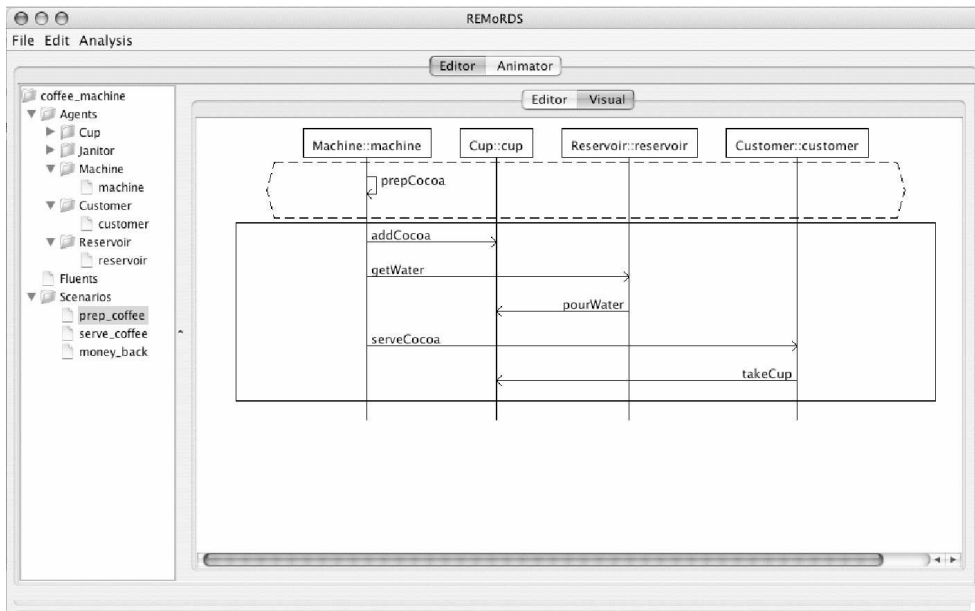 REMoRDS
File Edit Analysis
Editor Animator
coffee_machine
Agents
Cup
Janitor
Machine
machine
Customer
customer
Reservoir
reservoir
Fluents
Scenarios
prep_coffee
serve_coffee
money_back
Editor Visual
Machine::machine Cup::cup Reservoir::reservoir Customer::customer
prepCocoa
addCocoa
getWater
pourWater
serveCocoa
takeCup